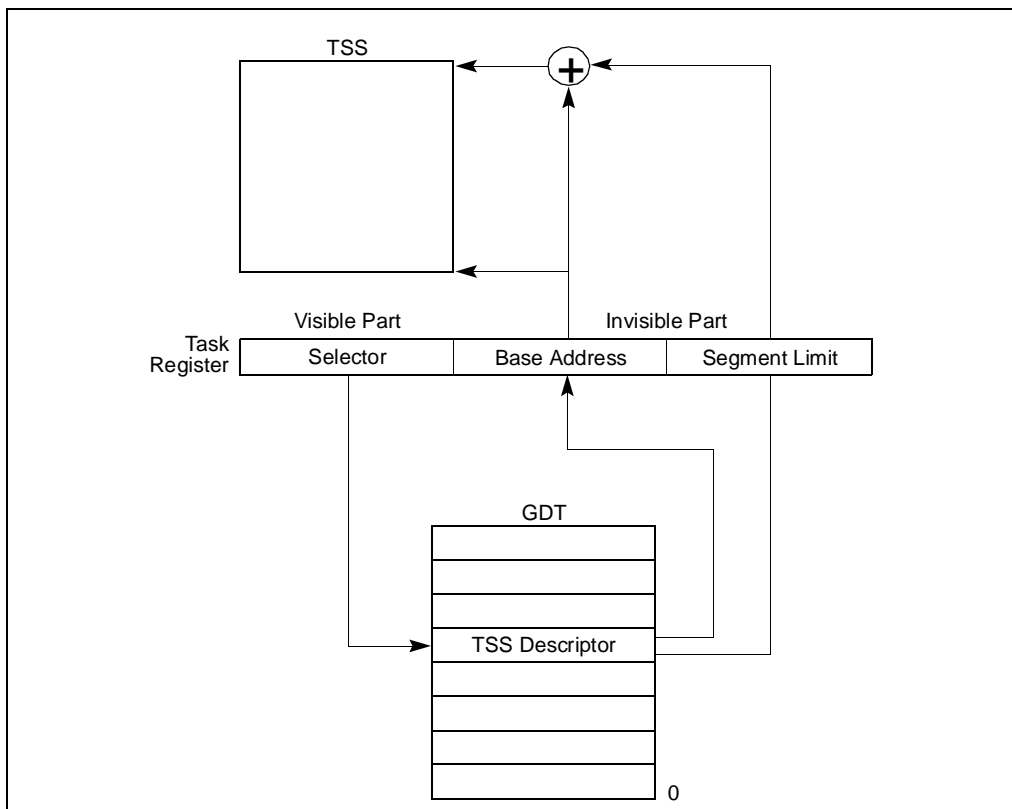 TSS
+
Visible Part
Invisible Part
Task
Register
Selector
Base Address
Segment Limit
GDT
TSS Descriptor
0